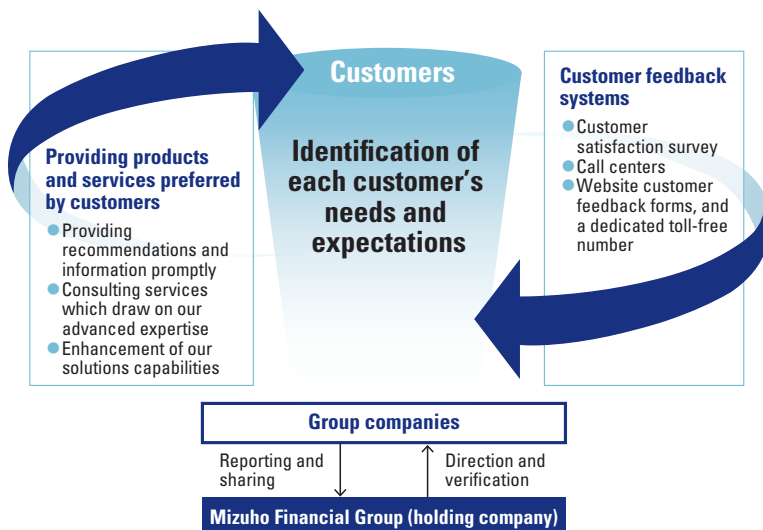 Customers
Identification of
each customer's
needs and
expectations
Providing products
and services preferred
by customers
● Providing
recommendations and
information promptly
● Consulting services
which draw on our
advanced expertise
● Enhancement of our
solutions capabilities
Customer feedback
systems
● Customer
satisfaction survey
● Call centers
● Website customer
feedback forms, and
a dedicated toll-free
number
Group companies
Reporting and
sharing
Direction and
verification
Mizuho Financial Group (holding company)